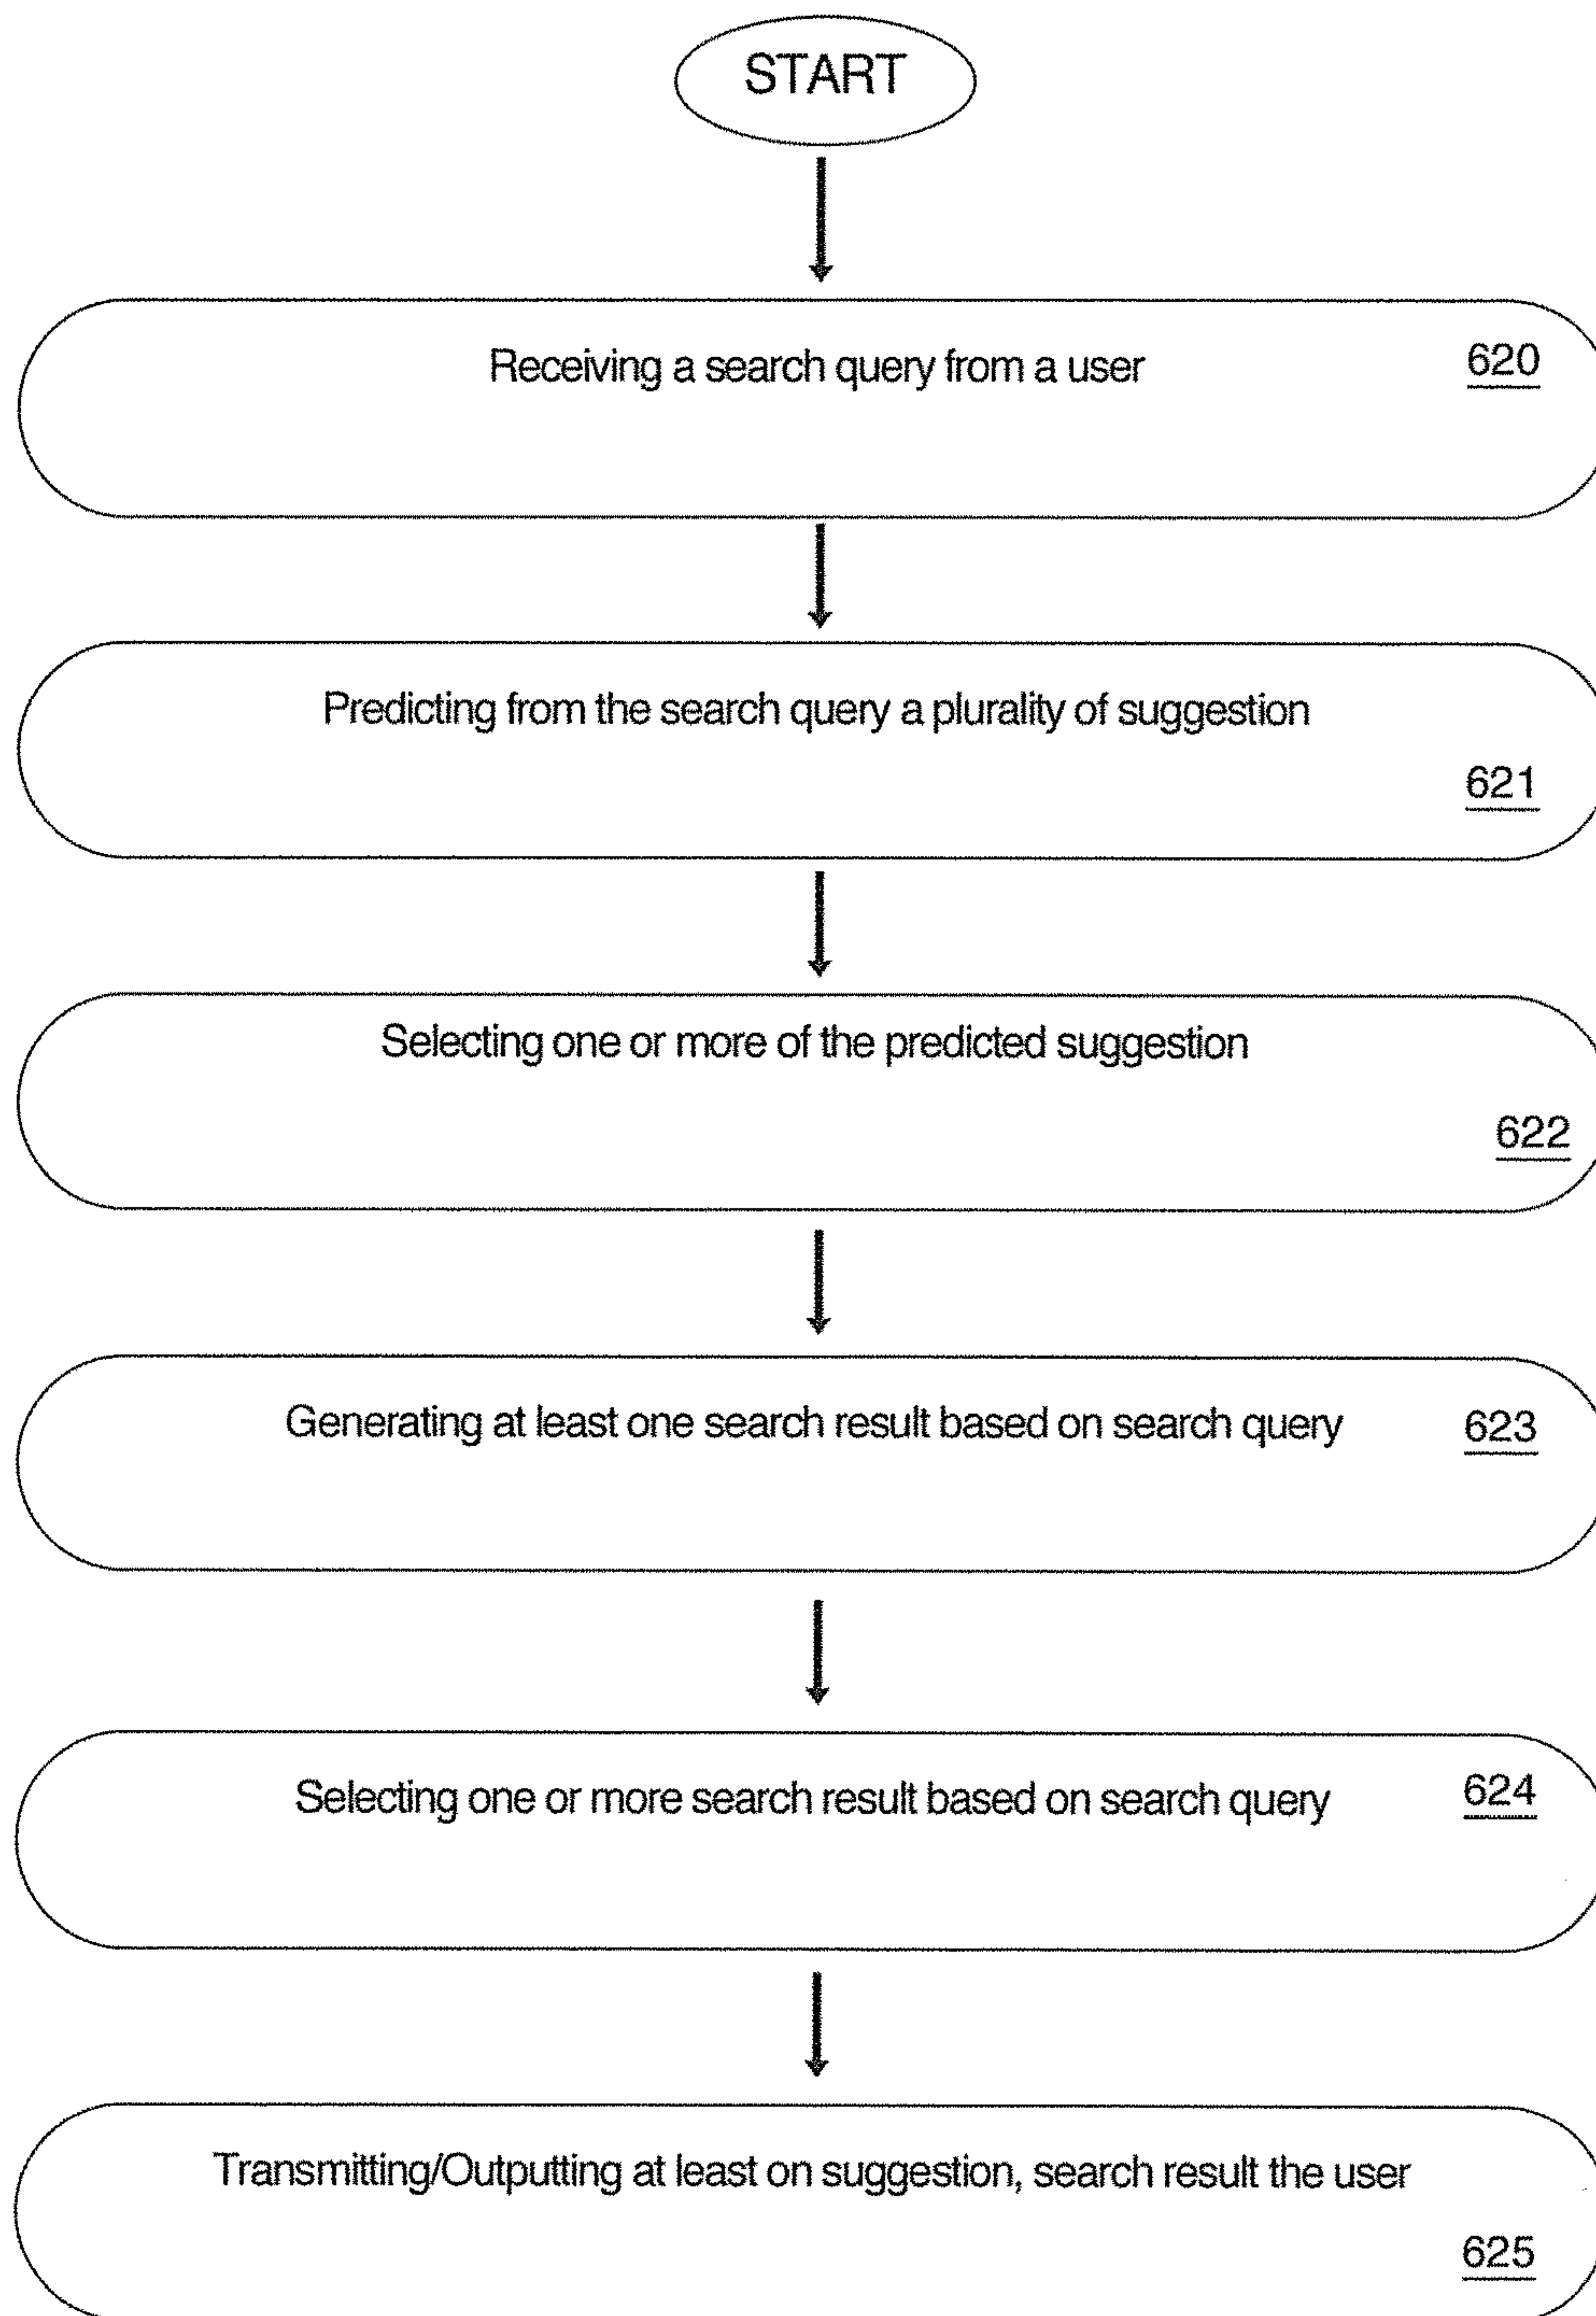 START
Receiving a search query from a user
620
Predicting from the search query a plurality of suggestion
621
Selecting one or more of the predicted suggestion
622
Generating at least one search result based on search query
623
Selecting one or more search result based on search query
624
Transmitting/Outputting at least on suggestion, search result the user
625